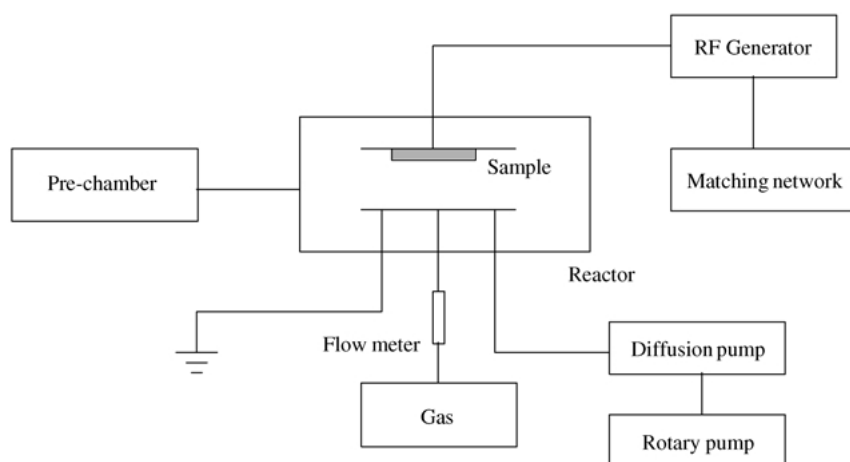 RF Generator
Pre-chamber
Sample
Matching network
Reactor
Flow meter
Diffusion pump
Gas
Rotary pump